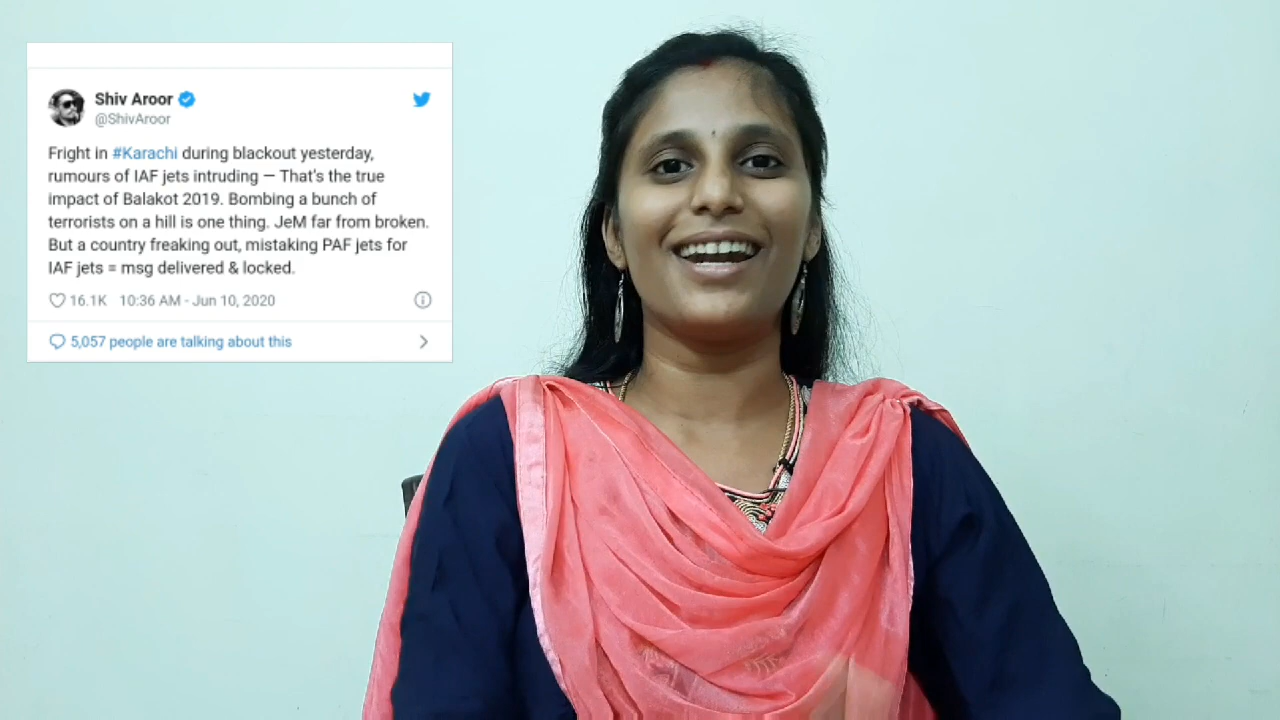 Shiv Aroor
@ShivAroor
Fright in #Karachi during blackout yesterday,
rumours of IAF jets intruding — That's the true
impact of Balakot 2019. Bombing a bunch of
terrorists on a hill is one thing. JeM far from broken.
But a country freaking out, mistaking PAF jets for
IAF jets = msg delivered & locked.
16.1K 10:36 AM - Jun 10, 2020
5,057 people are talking about this